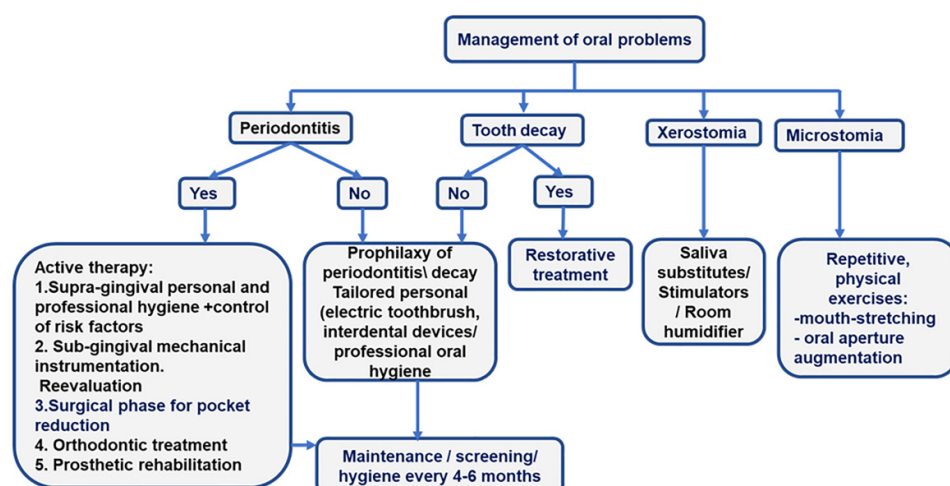 Management of oral problems
Periodontitis
Tooth decay
Xerostomia
Microstomia
Yes
No
No
Yes
Active therapy:
1.Supra-gingival personal and
professional hygiene +control
of risk factors
2. Sub-gingival mechanical
instrumentation.
Reevaluation
3.Surgical phase for pocket
reduction
4. Orthodontic treatment
5. Prosthetic rehabilitation
Prophilaxy of
periodontitis\ decay
Tailored personal
(electric toothbrush,
interdental devices/
professional oral
hygiene
Restorative
treatment
Saliva
substitutes/
Stimulators
/ Room
humidifier
Repetitive,
physical
exercises:
-mouth-stretching
- oral aperture
augmentation
Maintenance / screening/
hygiene every 4-6 months